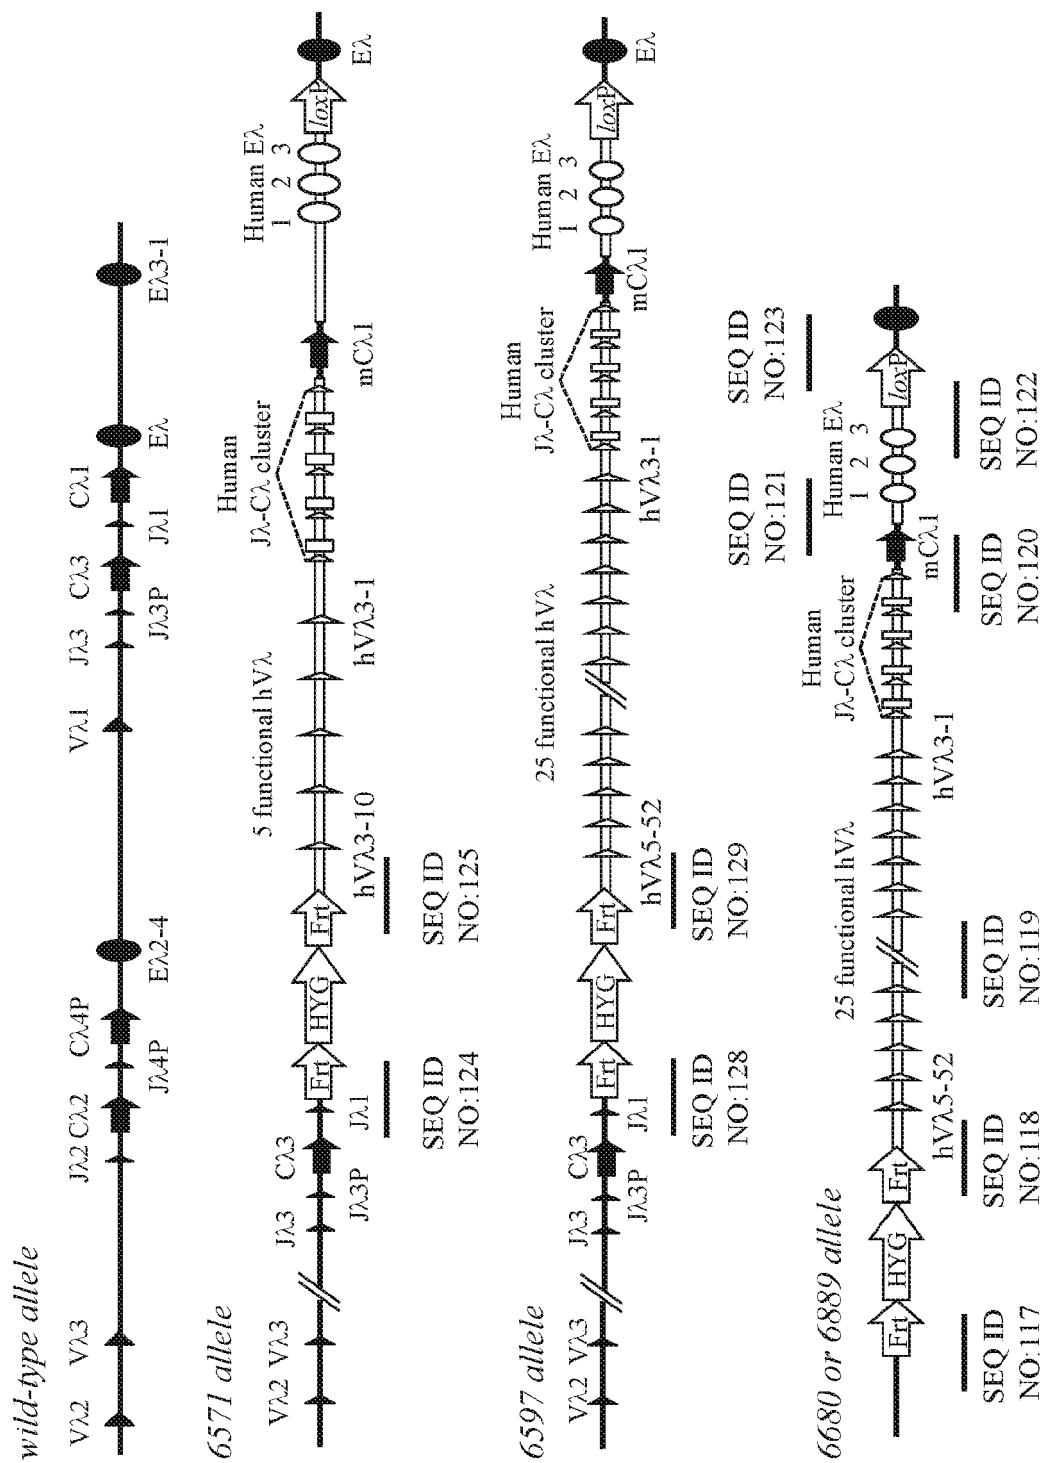 wild-type allele
Vλ2 Vλ3 Jλ2 Cλ2 Cλ4P Vλ1 Jλ3 Cλ3 Cλ1
Jλ4P Eλ2-4 Jλ3P Jλ1 Eλ Eλ3-1
6571 allele
Vλ2 Vλ3 Jλ3 Cλ3 5 functional hVλ Human Human Eλ
Jλ-Cλ cluster 1 2 3
Frt HYG Frt loxP
Jλ3P Jλ1 hVλ3-10 hVλ3-1 mCλ1 Eλ
SEQ ID SEQ ID
NO:124 NO:125
6597 allele
Vλ2 Vλ3 Jλ3 Cλ3 25 functional hVλ Human Human Eλ
Jλ-Cλ cluster 1 2 3
Frt HYG Frt loxP
Jλ3P Jλ1 hVλ5-52 hVλ3-1 mCλ1 Eλ
SEQ ID SEQ ID
NO:128 NO:129
SEQ ID SEQ ID
NO:121 NO:123
6680 or 6889 allele
25 functional hVλ Human Human Eλ
Jλ-Cλ cluster 1 2 3
Frt HYG Frt loxP
hVλ5-52 hVλ3-1 mCλ1
SEQ ID SEQ ID SEQ ID SEQ ID SEQ ID
NO:117 NO:118 NO:119 NO:120 NO:122